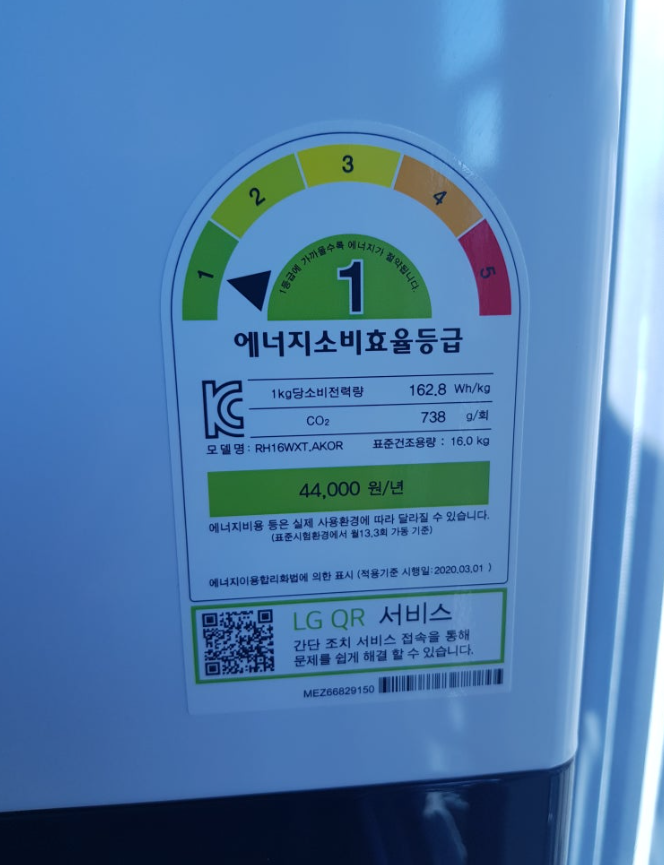 1 2 3 4 5
1등급에 가까울수록 에너지가 절약됩니다.
1
에너지소비효율등급
1kg당소비전력량 162.8 Wh/kg
CO₂ 738 g/회
모델명: RH16WXT.AKOR 표준건조용량 : 16.0 kg
44,000 원/년
에너지비용 등은 실제 사용환경에 따라 달라질 수 있습니다.
(표준시험환경에서 월13.3회 가동 기준)
에너지이용합리화법에 의한 표시 (적용기준 시행일:2020.03.01 )
LG QR 서비스
간단 조치 서비스 접속을 통해
문제를 쉽게 해결 할 수 있습니다.
MEZ66829150